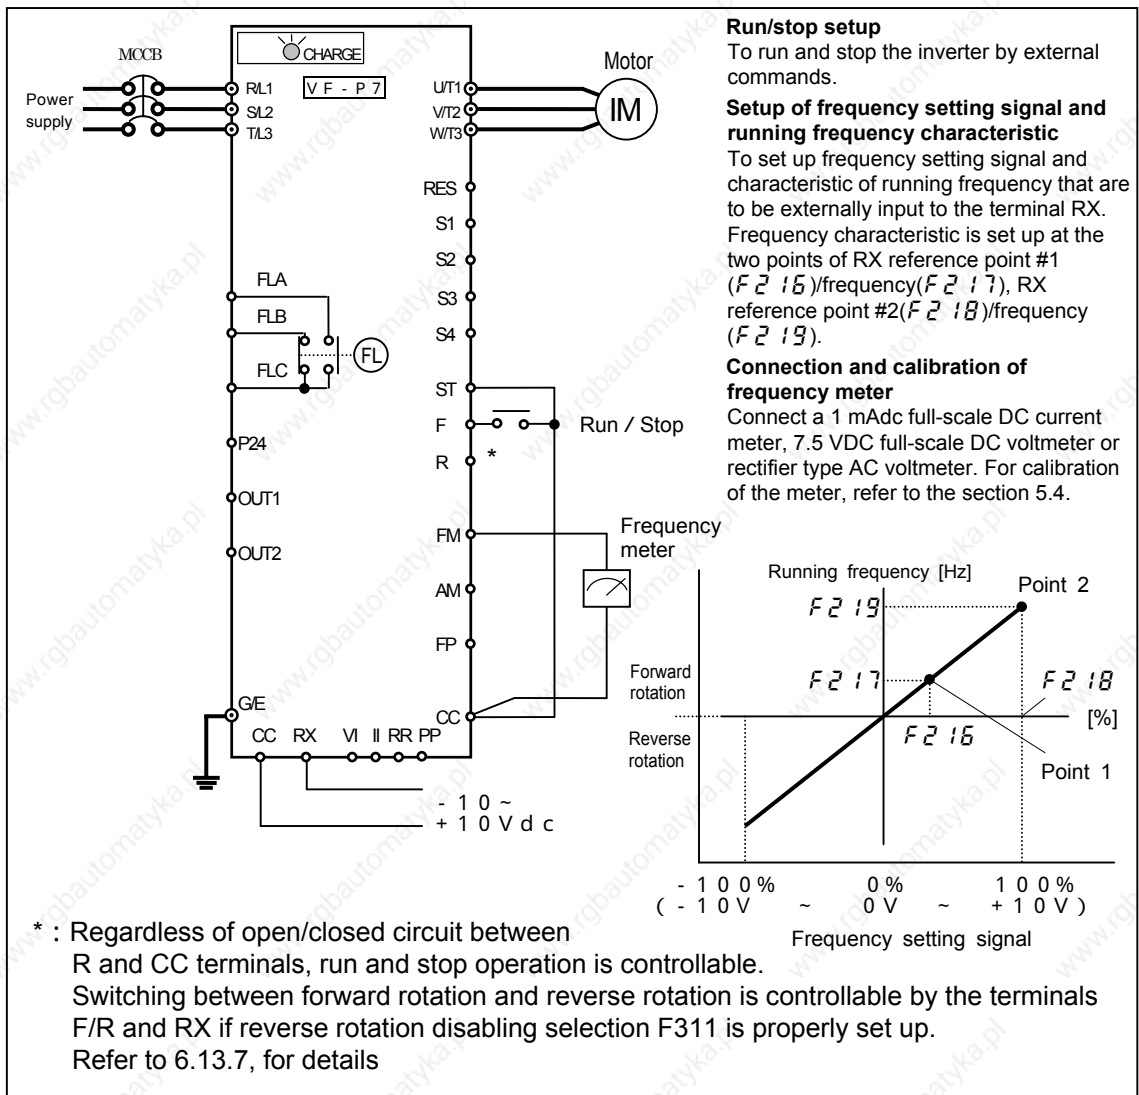 MCCB
Power
supply
CHARGE
VF-P7
R/L1
S/L2
T/L3
U/T1
V/T2
W/T3
Motor
IM
RES
S1
S2
S3
S4
ST
F
R
*
Run / Stop
FLA
FLB
FLC
FL
P24
OUT1
OUT2
FM
AM
FP
CC
Frequency
meter
G/E
CC RX VI II RR PP
-10~
+10Vdc
Run/stop setup
To run and stop the inverter by external
commands.
Setup of frequency setting signal and
running frequency characteristic
To set up frequency setting signal and
characteristic of running frequency that are
to be externally input to the terminal RX.
Frequency characteristic is set up at the
two points of RX reference point #1
(F216)/frequency(F217), RX
reference point #2(F218)/frequency
(F219).
Connection and calibration of
frequency meter
Connect a 1 mAdc full-scale DC current
meter, 7.5 VDC full-scale DC voltmeter or
rectifier type AC voltmeter. For calibration
of the meter, refer to the section 5.4.
Running frequency [Hz]
Point 2
F219
Forward
rotation
F217
F218
[%]
F216
Reverse
rotation
Point 1
-100% 0% 100%
(-10V ~ 0V ~ +10V)
Frequency setting signal
* : Regardless of open/closed circuit between
R and CC terminals, run and stop operation is controllable.
Switching between forward rotation and reverse rotation is controllable by the terminals
F/R and RX if reverse rotation disabling selection F311 is properly set up.
Refer to 6.13.7, for details
www.rgbautomatyka.pl